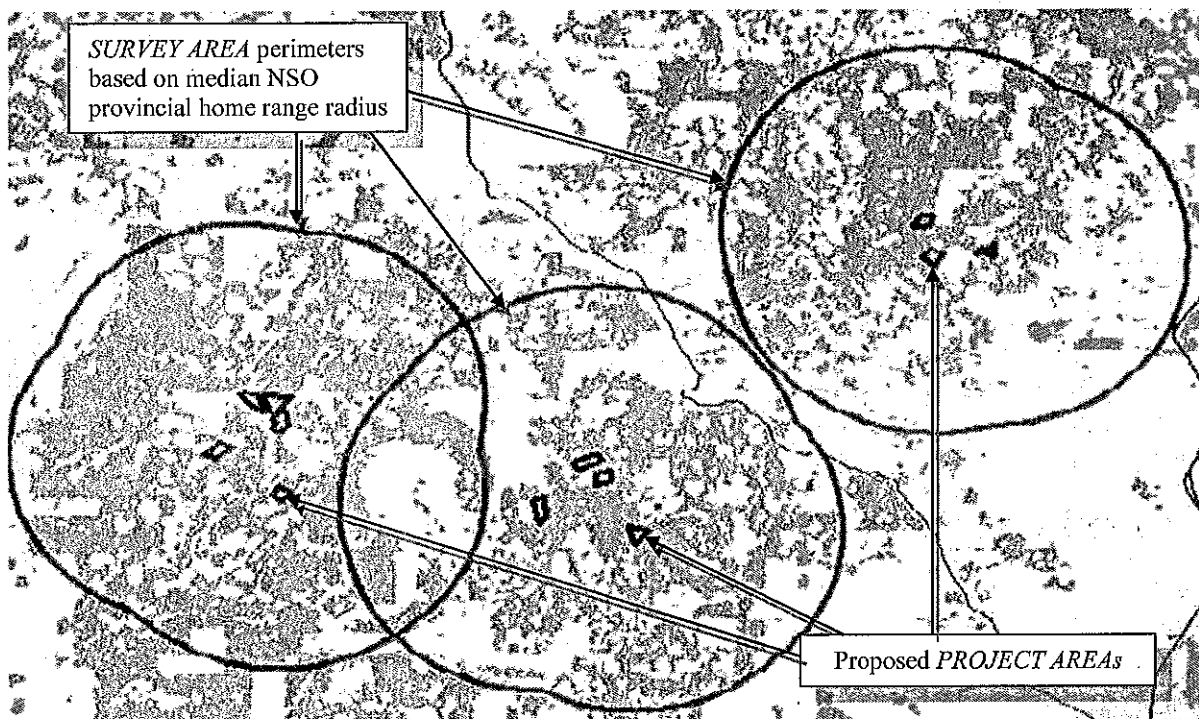 SURVEY AREA perimeters
based on median NSO
provincial home range radius
Proposed PROJECT AREAs